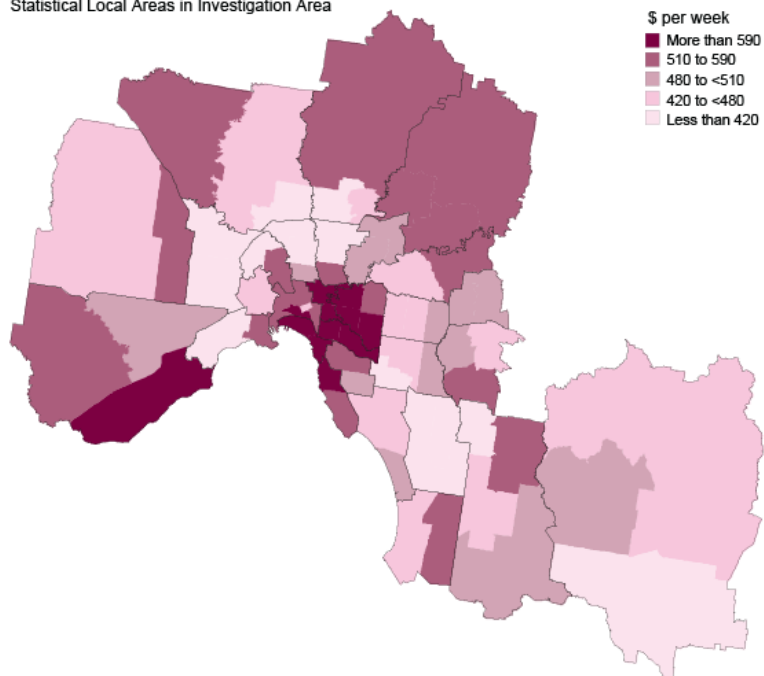 Statistical Local Areas in Investigation Area
$ per week
More than 590
510 to 590
480 to <510
420 to <480
Less than 420